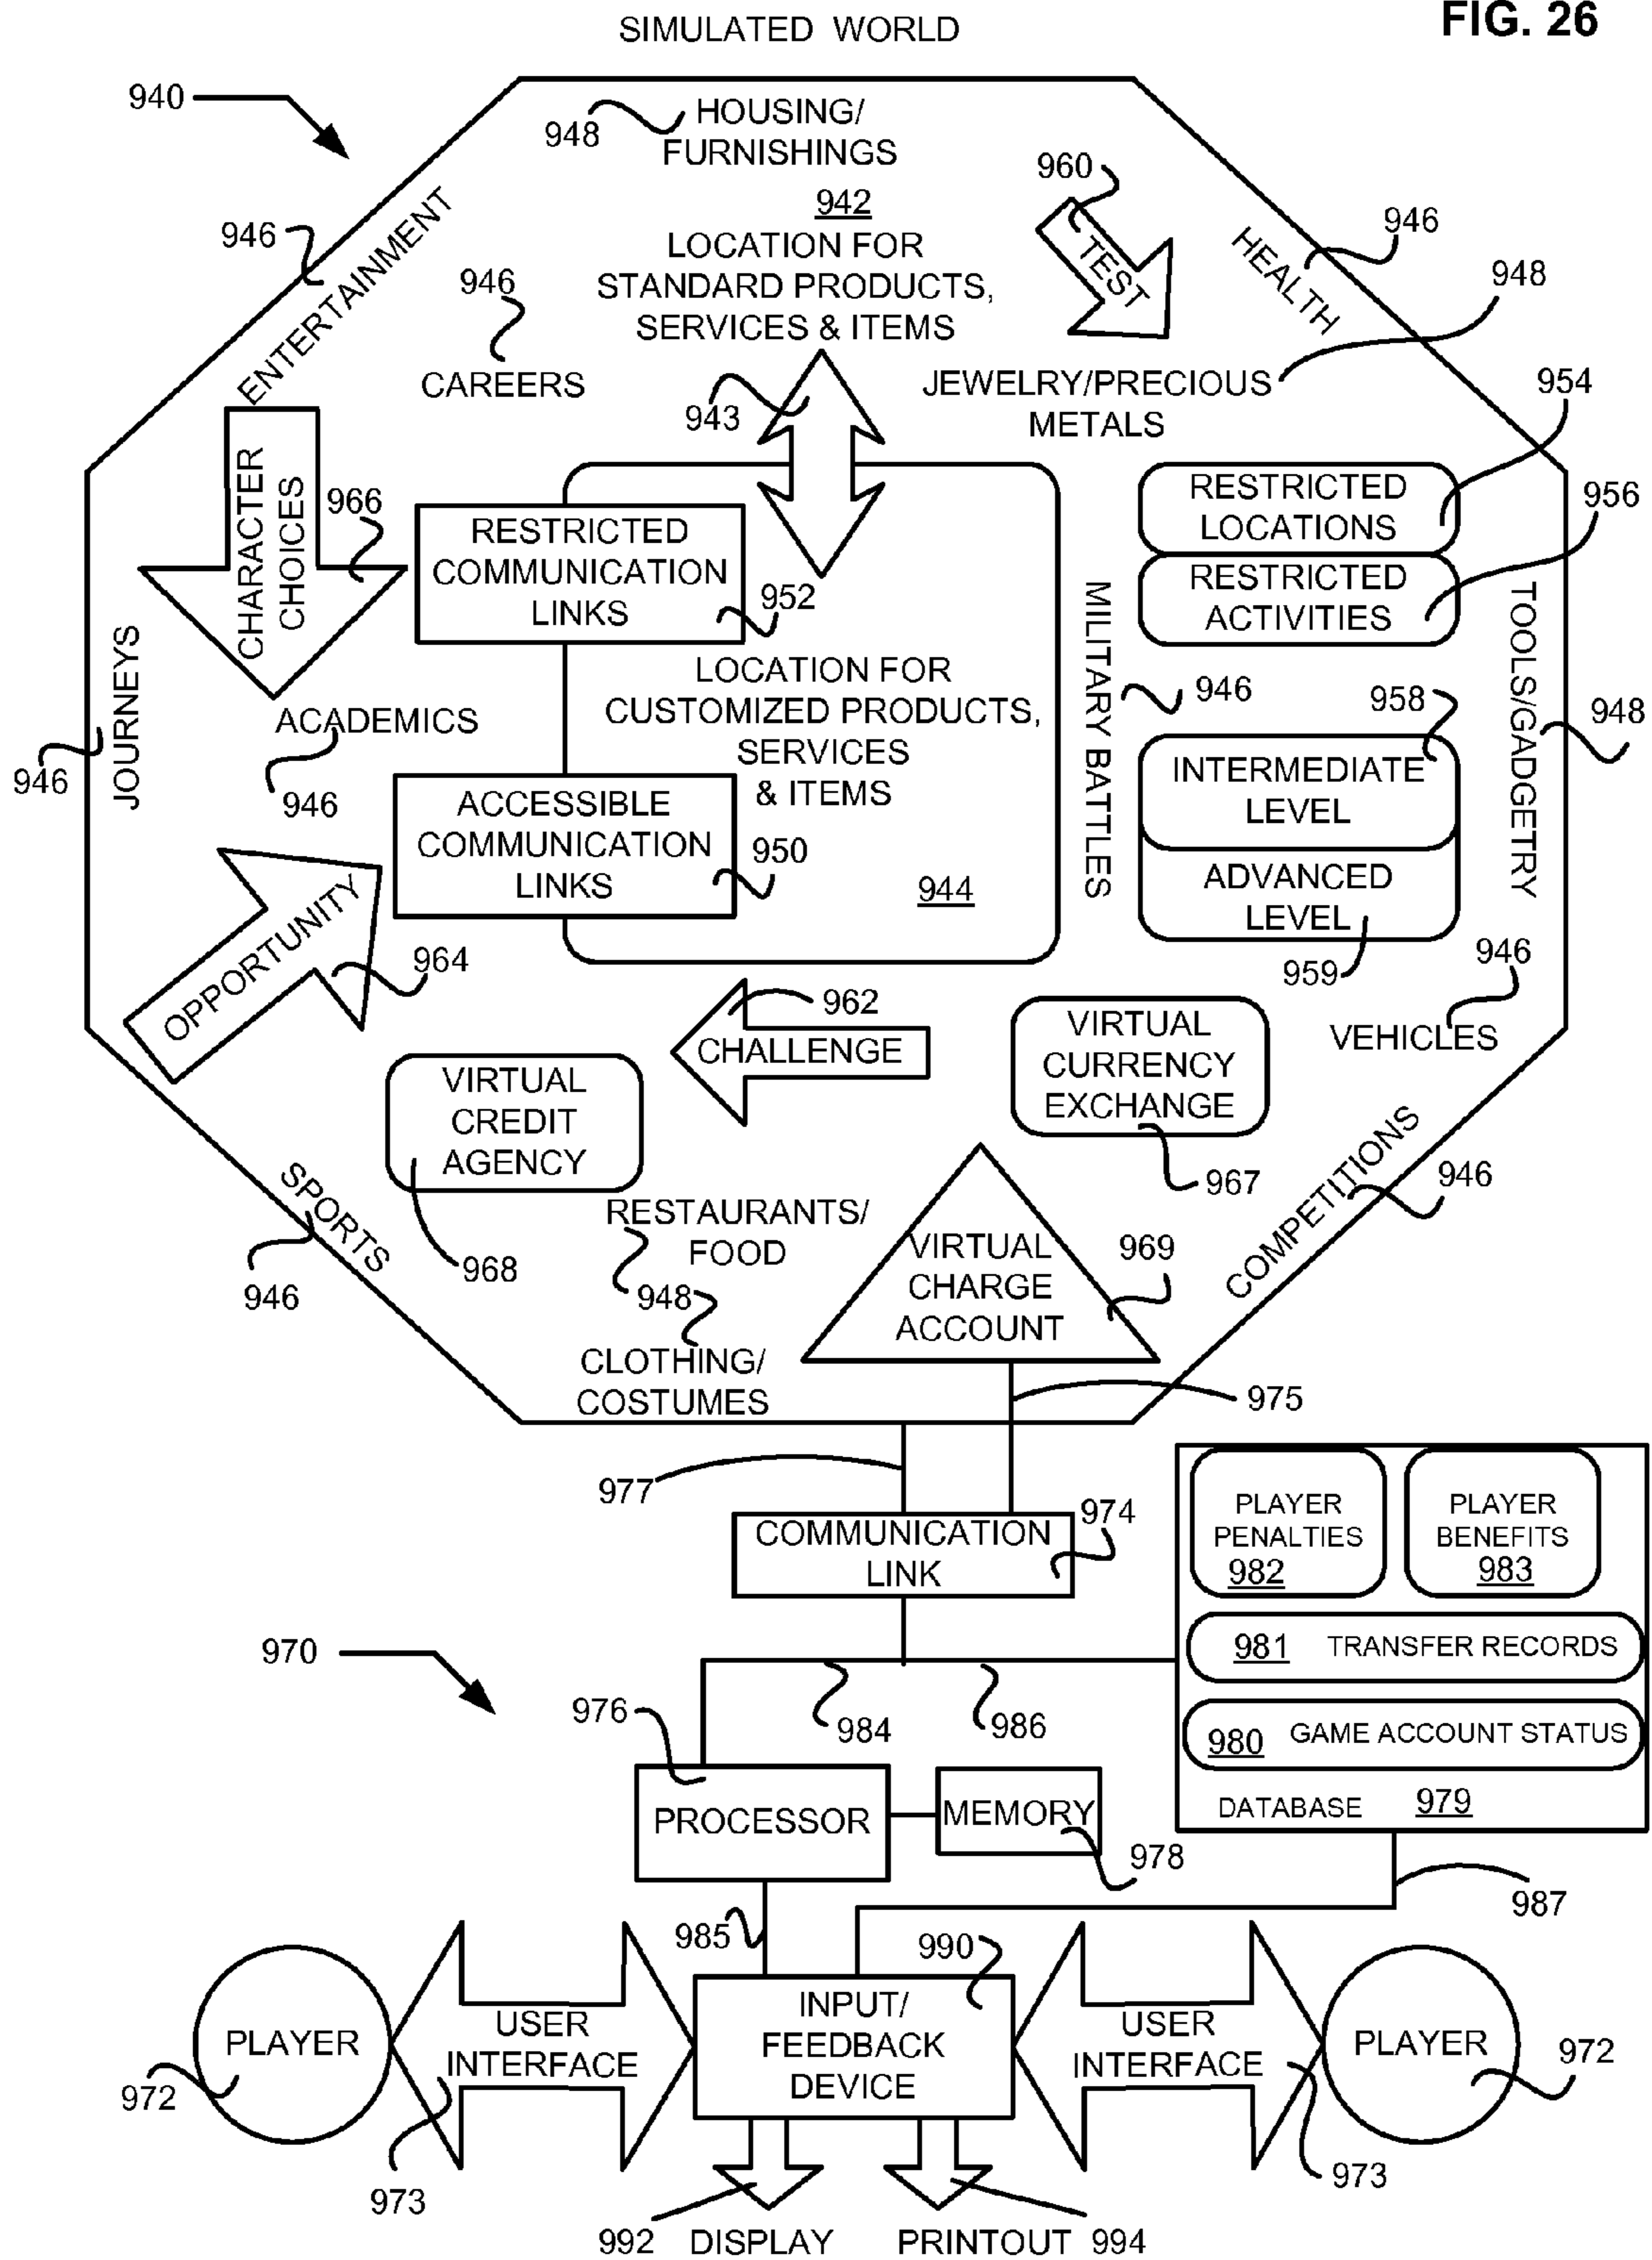 FIG. 26
SIMULATED WORLD
940
948
HOUSING/
FURNISHINGS
960
TEST
942
LOCATION FOR
STANDARD PRODUCTS,
SERVICES & ITEMS
946
ENTERTAINMENT
946
CAREERS
946
HEALTH
948
JEWELRY/PRECIOUS
METALS
943
954
RESTRICTED
LOCATIONS
956
RESTRICTED
ACTIVITIES
CHARACTER
CHOICES
966
RESTRICTED
COMMUNICATION
LINKS
952
LOCATION FOR
CUSTOMIZED PRODUCTS,
SERVICES
& ITEMS
944
MILITARY BATTLES
946
TOOLS/GADGETRY
948
JOURNEYS
946
ACADEMICS
946
958
INTERMEDIATE
LEVEL
ADVANCED
LEVEL
959
ACCESSIBLE
COMMUNICATION
LINKS
950
OPPORTUNITY
964
962
CHALLENGE
946
VEHICLES
VIRTUAL
CURRENCY
EXCHANGE
967
VIRTUAL
CREDIT
AGENCY
968
SPORTS
946
RESTAURANTS/
FOOD
948
CLOTHING/
COSTUMES
VIRTUAL
CHARGE
ACCOUNT
969
COMPETITIONS
946
975
977
COMMUNICATION
LINK
974
PLAYER
PENALTIES
982
PLAYER
BENEFITS
983
981 TRANSFER RECORDS
980 GAME ACCOUNT STATUS
DATABASE 979
970
984
986
976
PROCESSOR
MEMORY
978
985
987
990
INPUT/
FEEDBACK
DEVICE
PLAYER
972
USER
INTERFACE
973
USER
INTERFACE
973
PLAYER
972
992 DISPLAY
PRINTOUT 994